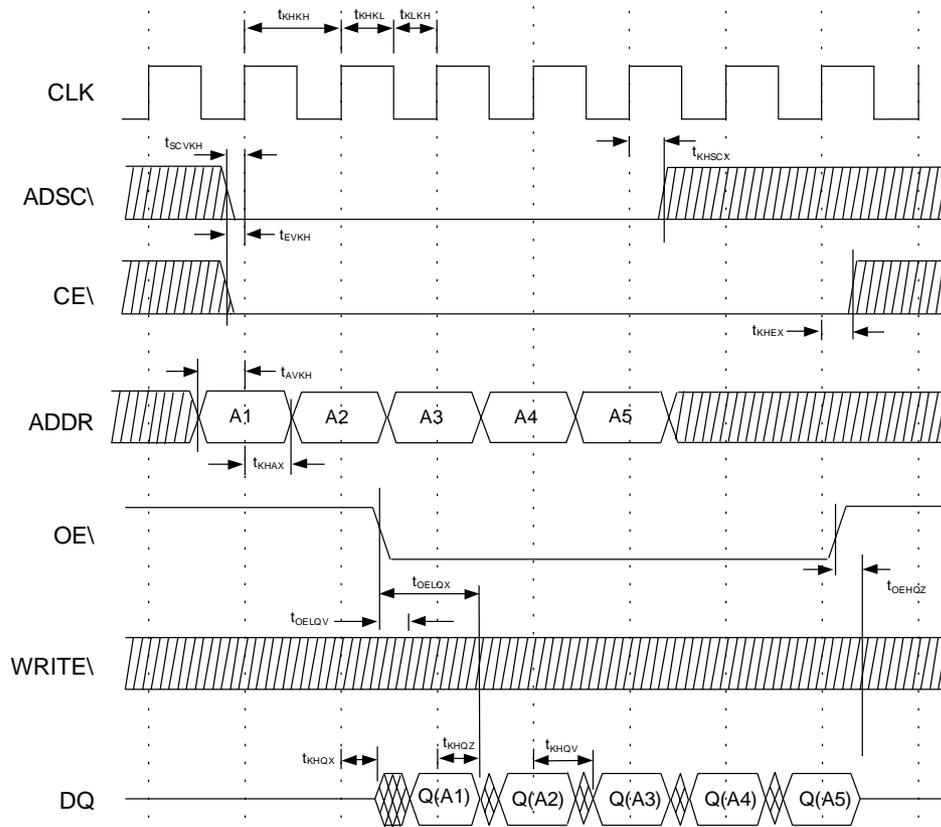 tKHKH tKHKL tKLKH
CLK
tSCVKH
tKHSCX
ADSC\
tEVKH
CE\
tKHEX
tAVKH
ADDR A1 A2 A3 A4 A5
tKHAX
OE\
tOELQX
tOEHQZ
tOELQV
WRITE\
tKHQX tKHQZ tKHQV
DQ Q(A1) Q(A2) Q(A3) Q(A4) Q(A5)